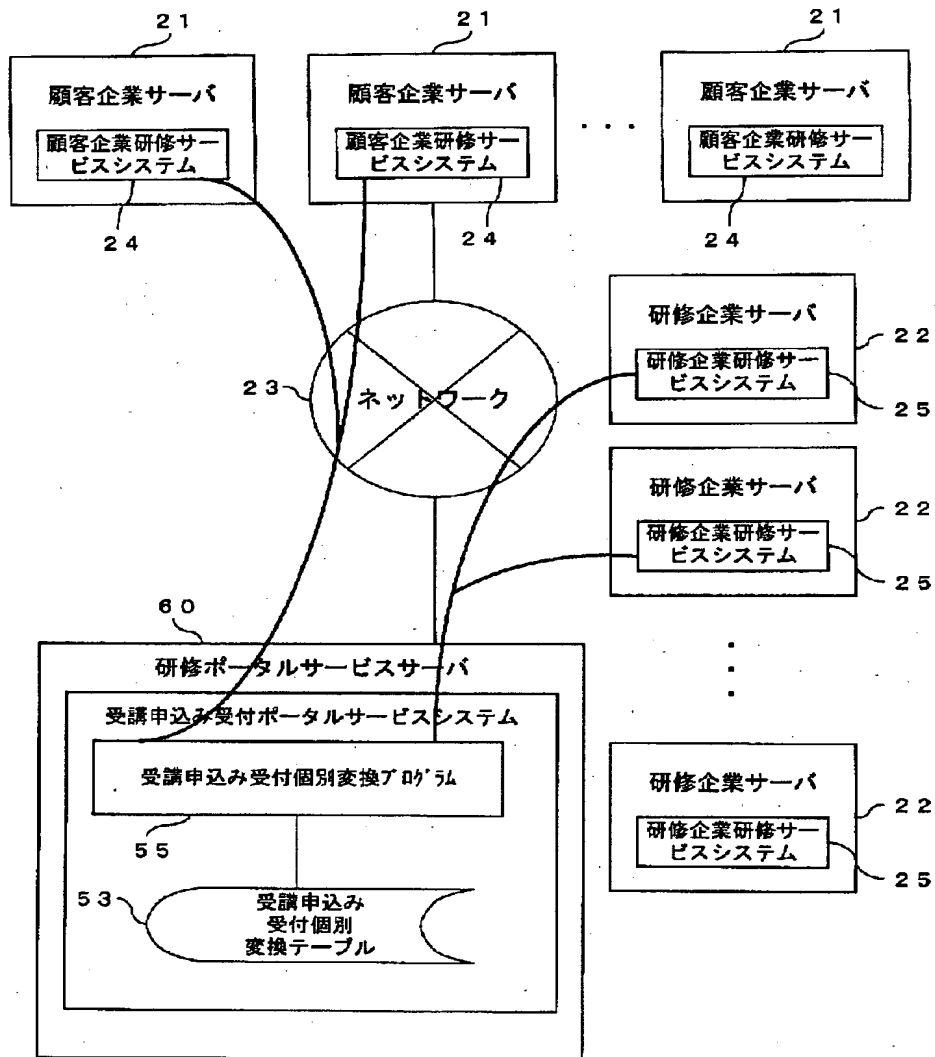 21
21
21
顧客企業サーバ
顧客企業研修サー
ビスシステム
24
顧客企業サーバ
顧客企業研修サー
ビスシステム
24
・・・
顧客企業サーバ
顧客企業研修サー
ビスシステム
24
23
ネットワーク
研修企業サーバ
22
研修企業研修サー
ビスシステム
25
研修企業サーバ
22
研修企業研修サー
ビスシステム
25
研修企業サーバ
22
研修企業研修サー
ビスシステム
25
60
研修ポータルサービスサーバ
受講申込み受付ポータルサービスシステム
受講申込み受付個別変換プログラム
55
53
受講申込み
受付個別
変換テーブル